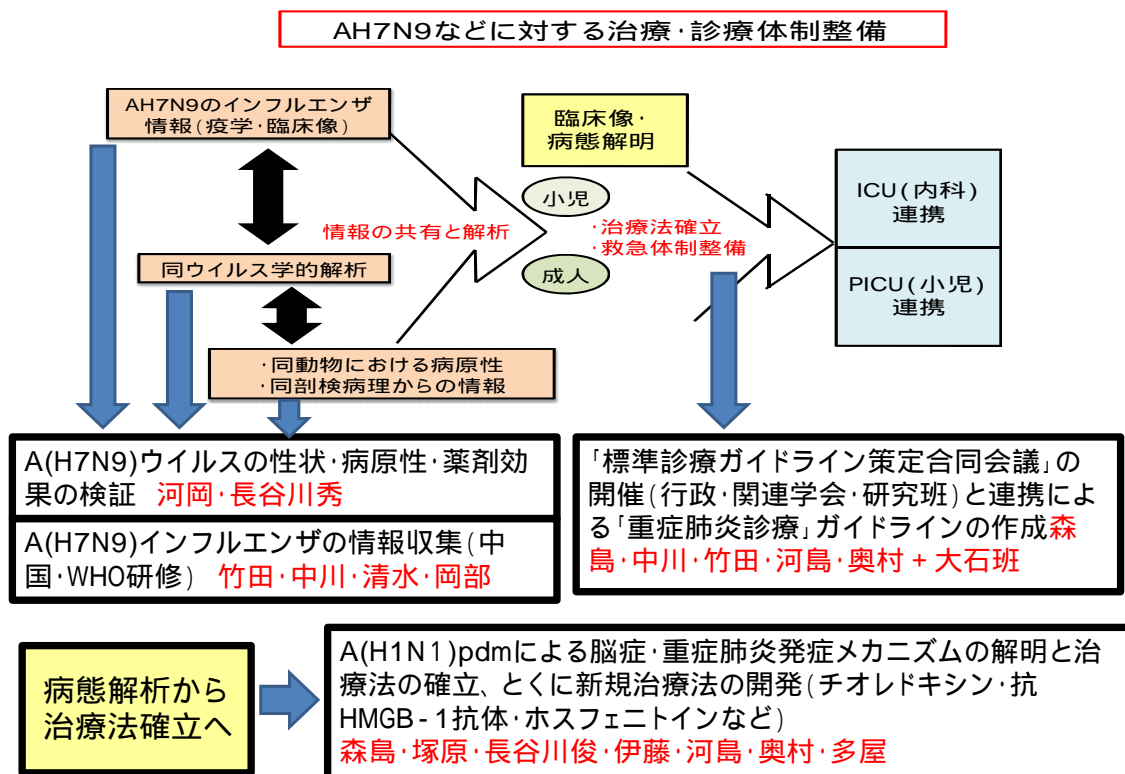 AH7N9などに対する治療・診療体制整備
AH7N9のインフルエンザ
情報(疫学・臨床像)
臨床像・
病態解明
ICU(内科)
連携
小児
情報の共有と解析
・治療法確立
・救急体制整備
同ウイルス学的解析
成人
PICU(小児)
連携
・同動物における病原性
・同剖検病理からの情報
A(H7N9)ウイルスの性状・病原性・薬剤効
果の検証 河岡・長谷川秀
A(H7N9)インフルエンザの情報収集(中
国・WHO研修) 竹田・中川・清水・岡部
「標準診療ガイドライン策定合同会議」の
開催(行政・関連学会・研究班)と連携によ
る「重症肺炎診療」ガイドラインの作成森
島・中川・竹田・河島・奥村+大石班
病態解析から
治療法確立へ
A(H1N1)pdmによる脳症・重症肺炎発症メカニズムの解明と治
療法の確立、とくに新規治療法の開発(チオレドキシン・抗
HMGB-1抗体・ホスフェニトインなど)
森島・塚原・長谷川俊・伊藤・河島・奥村・多屋